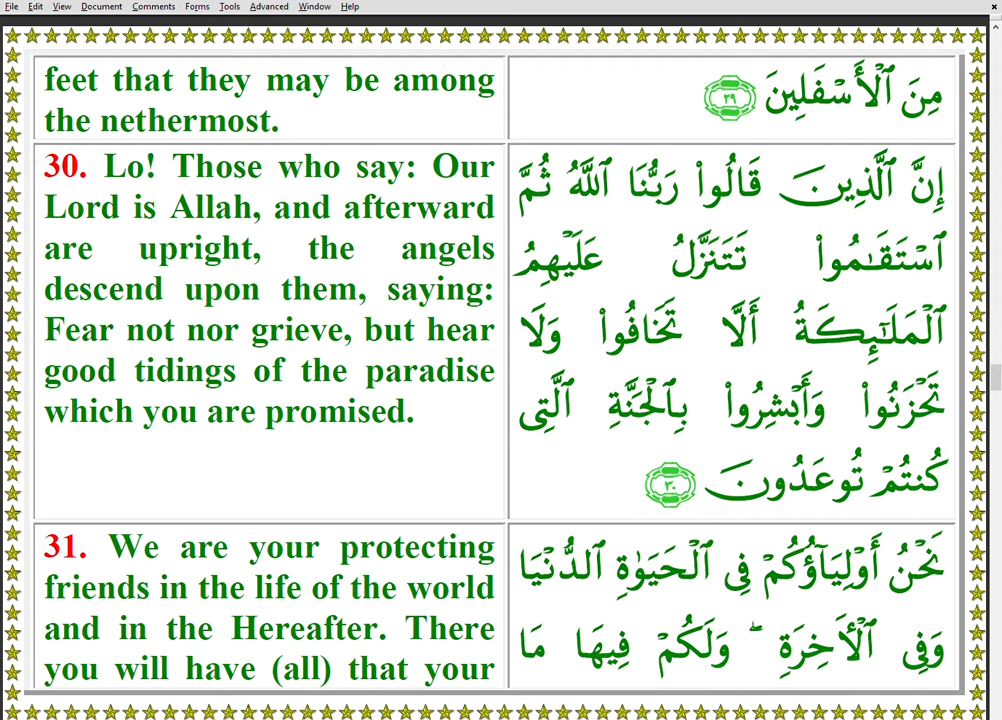 File Edit View Document Comments Forms Tools Advanced Window Help
feet that they may be among
the nethermost.
مِنَ ٱلْأَسْفَلِينَ ٢٩
30. Lo! Those who say: Our
Lord is Allah, and afterward
are upright, the angels
descend upon them, saying:
Fear not nor grieve, but hear
good tidings of the paradise
which you are promised.
إِنَّ ٱلَّذِينَ قَالُوا۟ رَبُّنَا ٱللَّهُ ثُمَّ
ٱسْتَقَـٰمُوا۟ تَتَنَزَّلُ عَلَيْهِمُ
ٱلْمَلَـٰٓئِكَةُ أَلَّا تَخَافُوا۟ وَلَا
تَحْزَنُوا۟ وَأَبْشِرُوا۟ بِٱلْجَنَّةِ ٱلَّتِى
كُنتُمْ تُوعَدُونَ ٣٠
31. We are your protecting
friends in the life of the world
and in the Hereafter. There
you will have (all) that your
نَحْنُ أَوْلِيَآؤُكُمْ فِى ٱلْحَيَوٰةِ ٱلدُّنْيَا
وَفِى ٱلْأَخِرَةِ ۖ وَلَكُمْ فِيهَا مَا